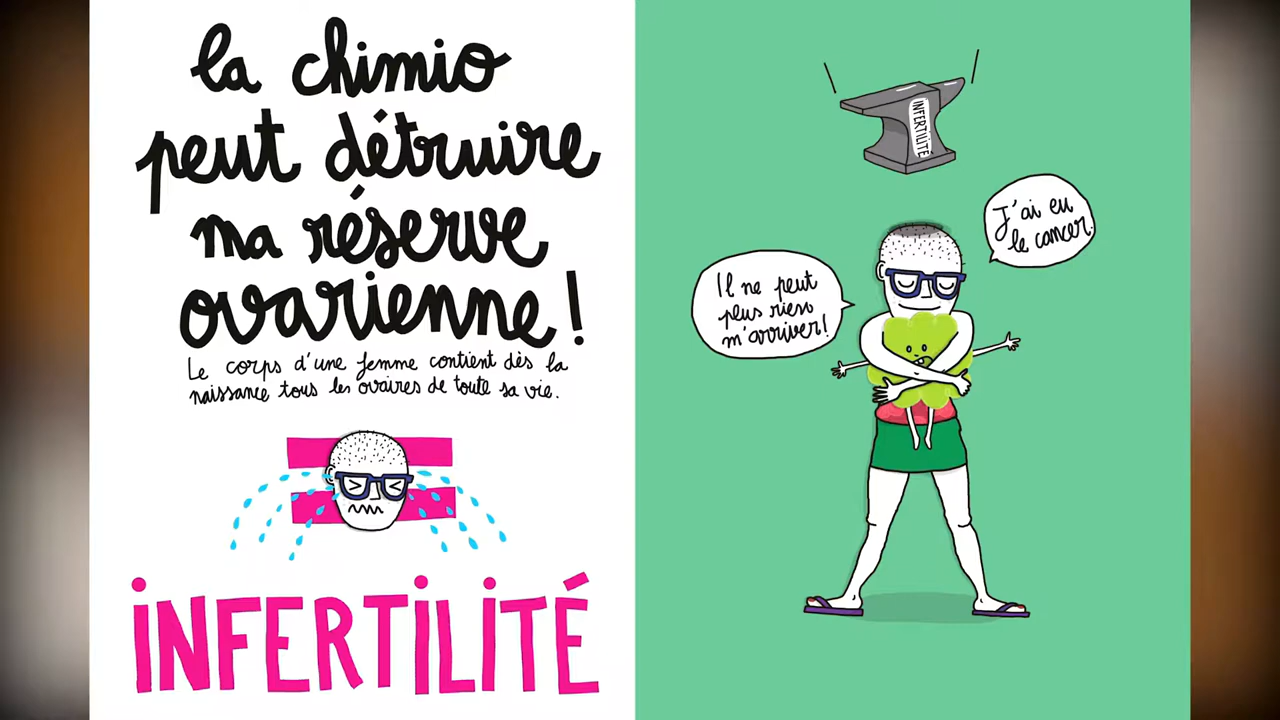 la chimio
peut détruire
ma réserve
ovarienne !
Le corps d'une femme contient dès la
naissance tous les ovaires de toute sa vie.
INFERTILITÉ
INFERTILITÉ
J'ai eu
le cancer.
Il ne peut
plus rien
m'arriver !